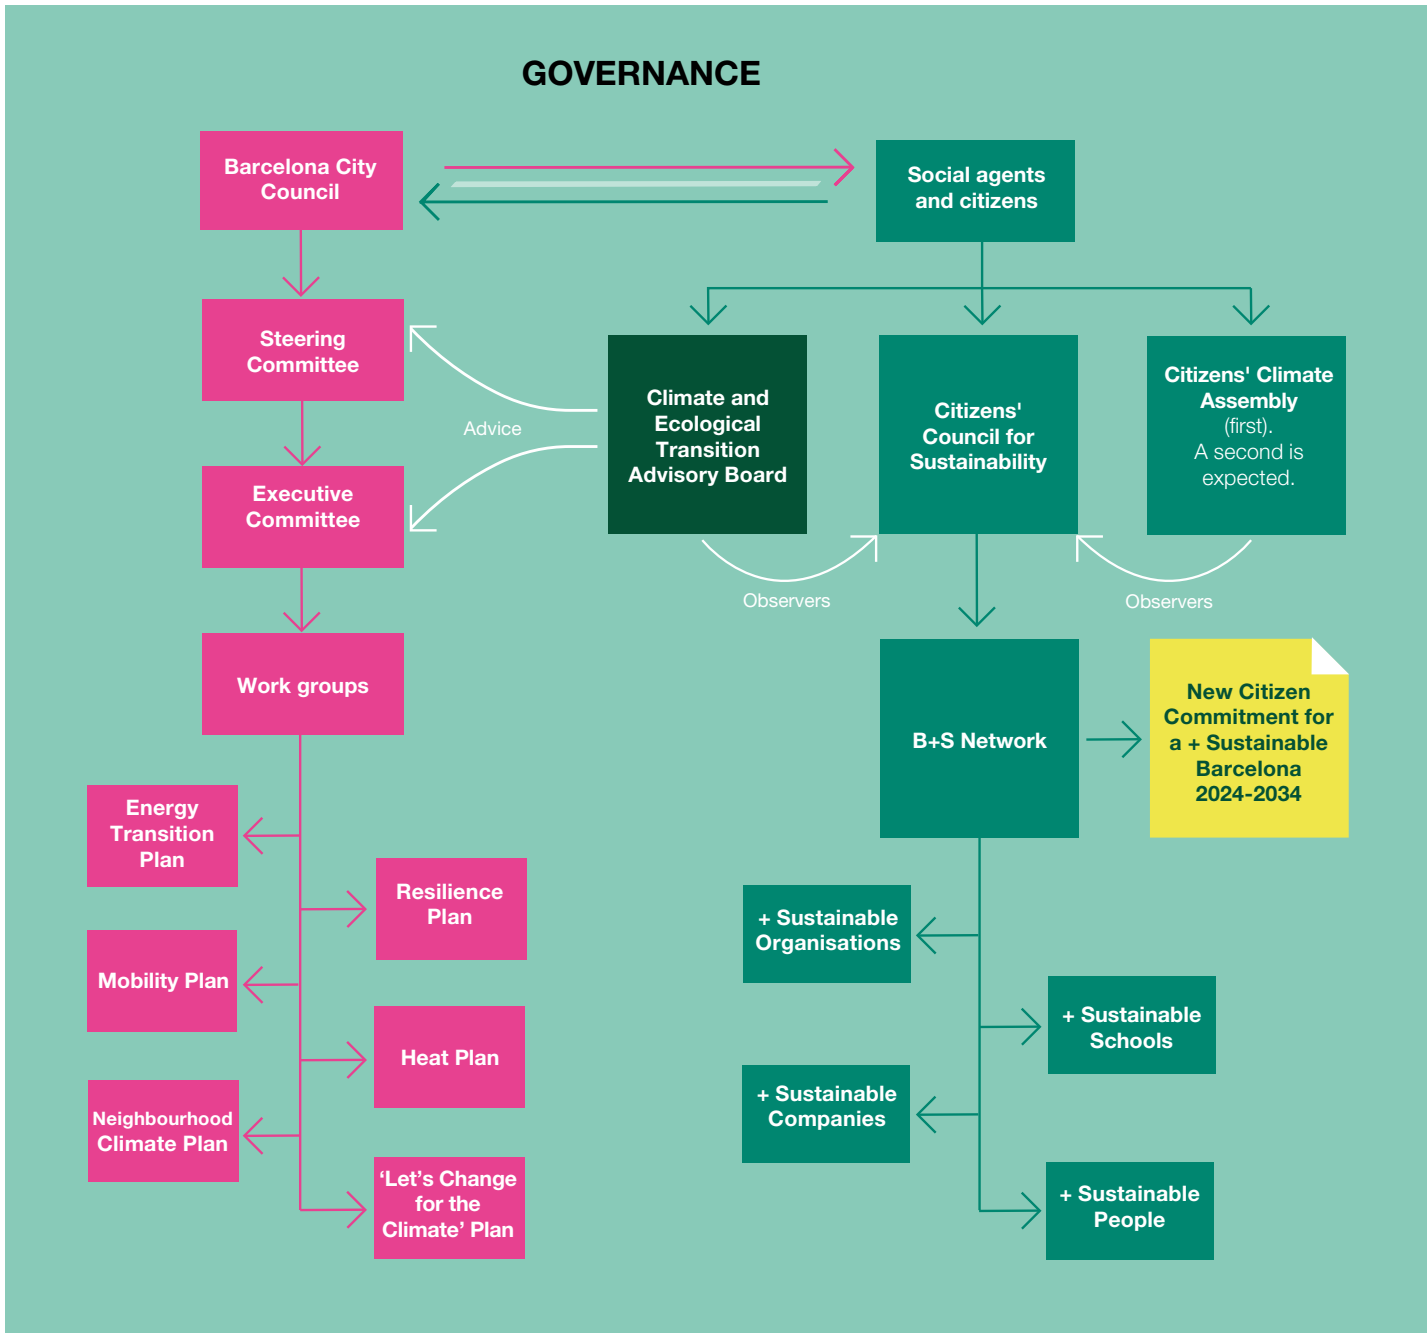 GOVERNANCE
Barcelona City
Council
Social agents
and citizens
Steering
Committee
Advice
Executive
Committee
Climate and
Ecological
Transition
Advisory Board
Citizens'
Council for
Sustainability
Citizens' Climate
Assembly
(first).
A second is
expected.
Observers
Observers
Work groups
B+S Network
New Citizen
Commitment for
a + Sustainable
Barcelona
2024-2034
Energy
Transition
Plan
Resilience
Plan
Mobility Plan
Heat Plan
Neighbourhood
Climate Plan
‘Let’s Change
for the
Climate’ Plan
+ Sustainable
Organisations
+ Sustainable
Schools
+ Sustainable
Companies
+ Sustainable
People